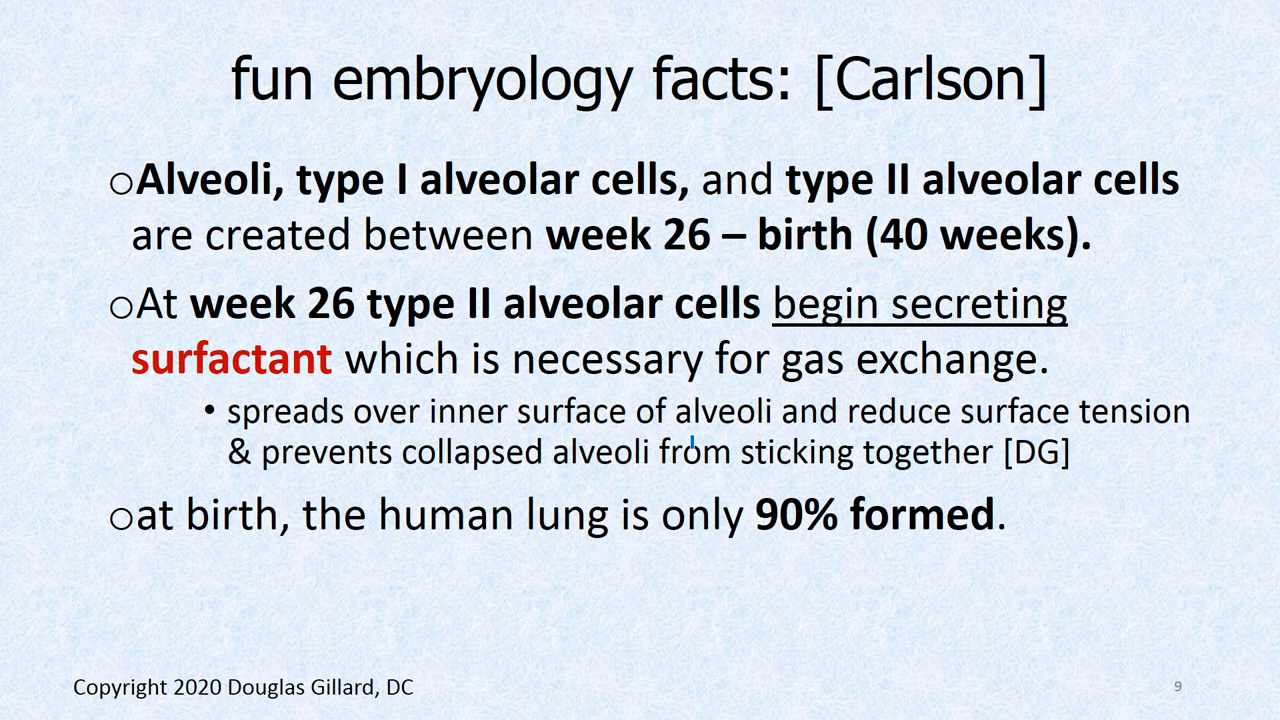 fun embryology facts: [Carlson]
oAlveoli, type I alveolar cells, and type II alveolar cells
are created between week 26 – birth (40 weeks).
oAt week 26 type II alveolar cells begin secreting
surfactant which is necessary for gas exchange.
• spreads over inner surface of alveoli and reduce surface tension
& prevents collapsed alveoli from sticking together [DG]
oat birth, the human lung is only 90% formed.
Copyright 2020 Douglas Gillard, DC
9